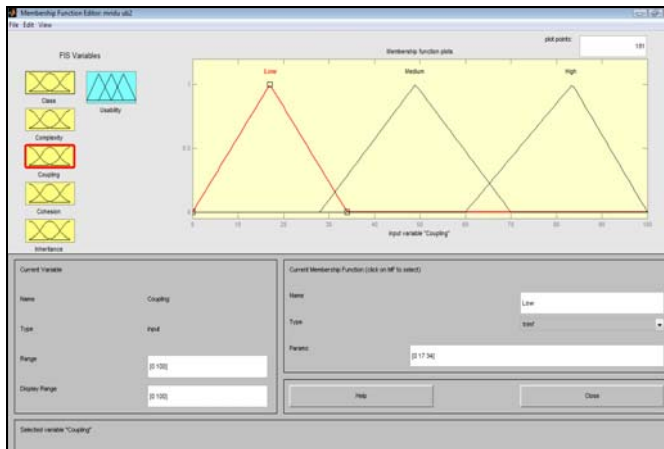 Membership Function Editor: mridu ub2
File Edit View
FIS Variables
Class
Usability
Complexity
Coupling
Cohesion
Inheritance
plot points:
181
Membership function plots
Low
Medium
High
1
0.5
0
0 10 20 30 40 50 60 70 80 90 100
input variable "Coupling"
Current Variable
Name
Coupling
Type
input
Range
[0 100]
Display Range
[0 100]
Current Membership Function (click on MF to select)
Name
Low
Type
trimf
Params
[0 17 34]
Help
Close
Selected variable "Coupling"